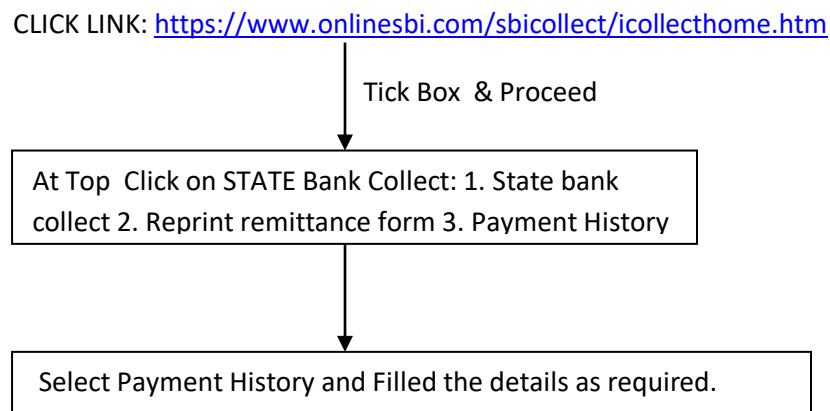 CLICK LINK: https://www.onlinesbi.com/sbicollect/icollecthome.htm
Tick Box & Proceed
At Top Click on STATE Bank Collect: 1. State bank
collect 2. Reprint remittance form 3. Payment History
Select Payment History and Filled the details as required.